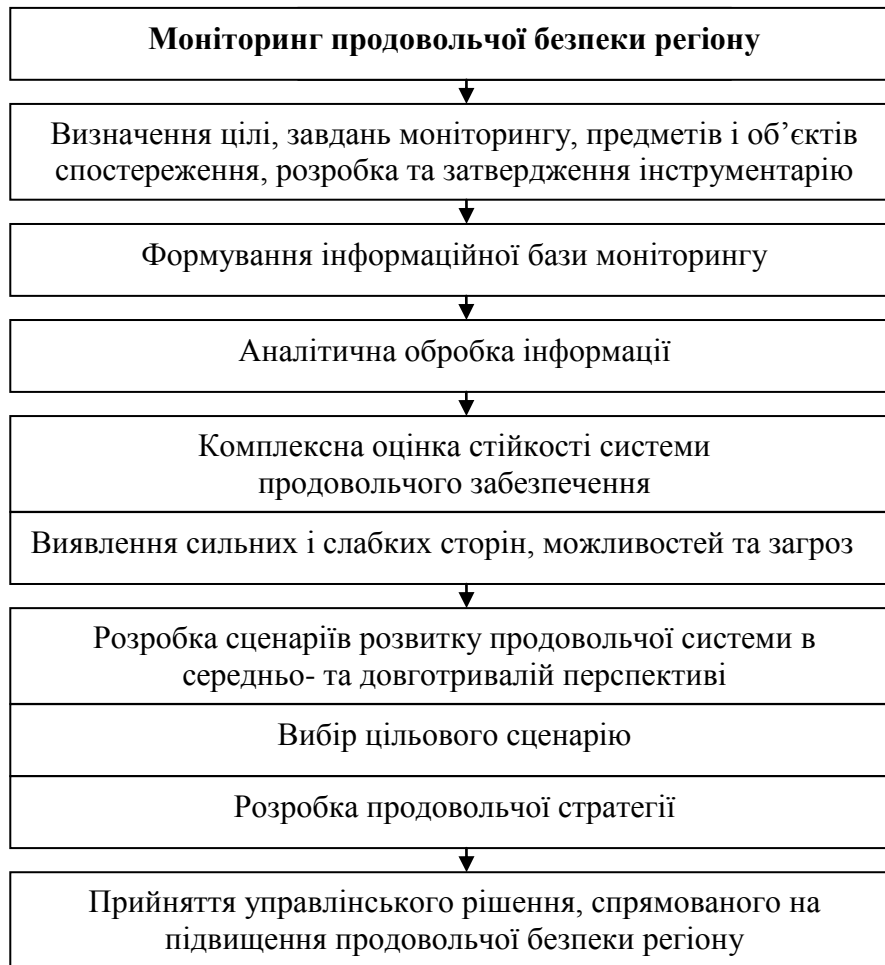 Моніторинг продовольчої безпеки регіону
Визначення цілі, завдань моніторингу, предметів і об’єктів
спостереження, розробка та затвердження інструментарію
Формування інформаційної бази моніторингу
Аналітична обробка інформації
Комплексна оцінка стійкості системи
продовольчого забезпечення
Виявлення сильних і слабких сторін, можливостей та загроз
Розробка сценаріїв розвитку продовольчої системи в
середньо- та довготривалій перспективі
Вибір цільового сценарію
Розробка продовольчої стратегії
Прийняття управлінського рішення, спрямованого на
підвищення продовольчої безпеки регіону